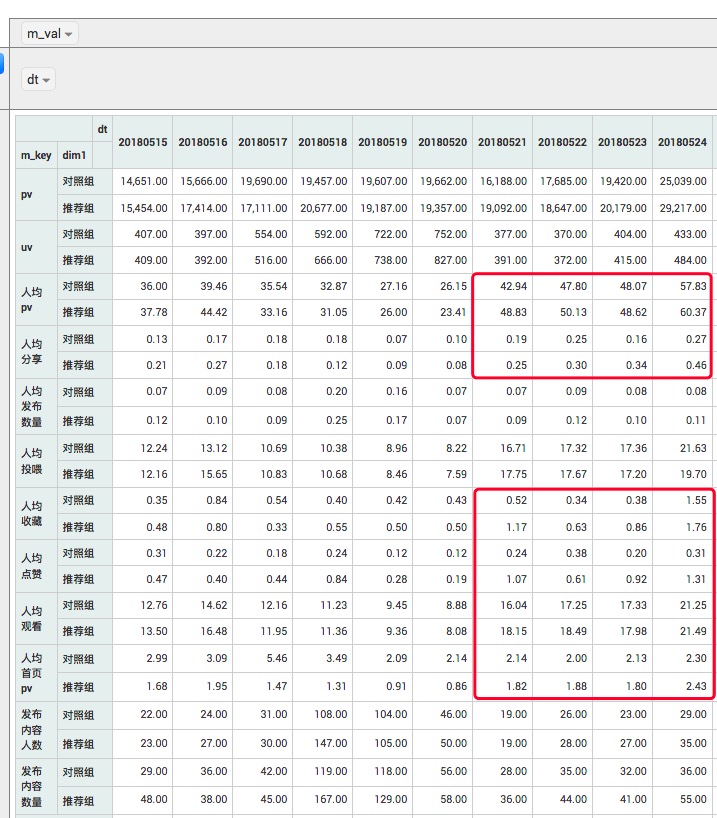 m_val
dt
dt
20180515 20180516 20180517 20180518 20180519 20180520 20180521 20180522 20180523 20180524
m_key dim1
pv
对照组 14,651.00 15,666.00 19,690.00 19,457.00 19,607.00 19,662.00 16,188.00 17,685.00 19,420.00 25,039.00
推荐组 15,454.00 17,414.00 17,111.00 20,677.00 19,187.00 19,357.00 19,092.00 18,647.00 20,179.00 29,217.00
uv
对照组 407.00 397.00 554.00 592.00 722.00 752.00 377.00 370.00 404.00 433.00
推荐组 409.00 392.00 516.00 666.00 738.00 827.00 391.00 372.00 415.00 484.00
人均
pv
对照组 36.00 39.46 35.54 32.87 27.16 26.15 42.94 47.80 48.07 57.83
推荐组 37.78 44.42 33.16 31.05 26.00 23.41 48.83 50.13 48.62 60.37
人均
分享
对照组 0.13 0.17 0.18 0.18 0.07 0.10 0.19 0.25 0.16 0.27
推荐组 0.21 0.27 0.18 0.12 0.09 0.08 0.25 0.30 0.34 0.46
人均
发布
数量
对照组 0.07 0.09 0.08 0.20 0.16 0.07 0.07 0.09 0.08 0.08
推荐组 0.12 0.10 0.09 0.25 0.17 0.07 0.09 0.12 0.10 0.11
人均
投喂
对照组 12.24 13.12 10.69 10.38 8.96 8.22 16.71 17.32 17.36 21.63
推荐组 12.16 15.65 10.83 10.68 8.46 7.59 17.75 17.67 17.20 19.70
人均
收藏
对照组 0.35 0.84 0.54 0.40 0.42 0.43 0.52 0.34 0.38 1.55
推荐组 0.48 0.80 0.33 0.55 0.50 0.50 1.17 0.63 0.86 1.76
人均
点赞
对照组 0.31 0.22 0.18 0.24 0.12 0.12 0.24 0.38 0.20 0.31
推荐组 0.47 0.40 0.44 0.84 0.28 0.19 1.07 0.61 0.92 1.31
人均
观看
对照组 12.76 14.62 12.16 11.23 9.45 8.88 16.04 17.25 17.33 21.25
推荐组 13.50 16.48 11.95 11.36 9.36 8.08 18.15 18.49 17.98 21.49
人均
首页
pv
对照组 2.99 3.09 5.46 3.49 2.09 2.14 2.14 2.00 2.13 2.30
推荐组 1.68 1.95 1.47 1.31 0.91 0.86 1.82 1.88 1.80 2.43
发布
内容
人数
对照组 22.00 24.00 31.00 108.00 104.00 46.00 19.00 26.00 23.00 29.00
推荐组 23.00 27.00 30.00 147.00 105.00 50.00 19.00 28.00 27.00 35.00
发布
内容
数量
对照组 29.00 36.00 42.00 119.00 118.00 56.00 28.00 35.00 32.00 36.00
推荐组 48.00 38.00 45.00 167.00 129.00 58.00 36.00 44.00 41.00 55.00